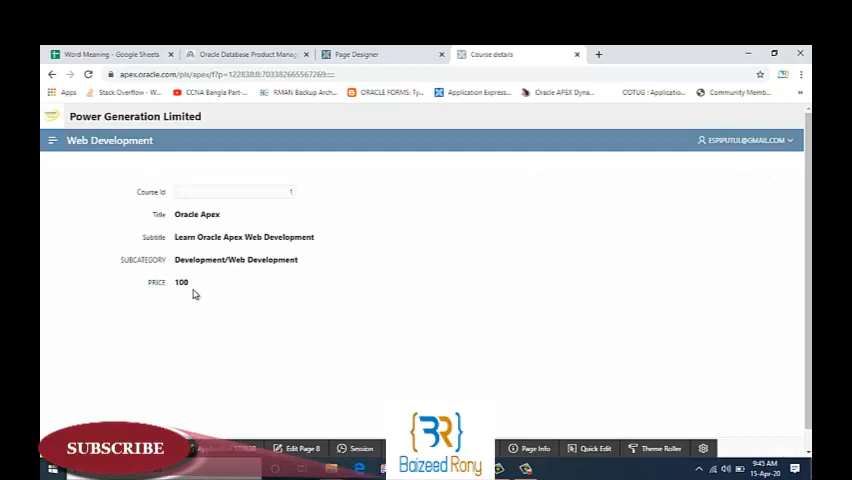 Word Meaning - Google Sheets
Oracle Database Product Mana
Page Designer
Course details
apex.oracle.com/pls/apex/f?p=122838:8:703382665567269::::
Apps
Stack Overflow - W...
CCNA Bangla Part-...
RMAN Backup Arch...
ORACLE FORMS: Ty...
Application Express...
Oracle APEX Dyna...
ODTUG : Applicatio...
Community Memb...
Power Generation Limited
Web Development
ESPIPUTUL@GMAIL.COM
Course Id 1
Title Oracle Apex
Subtitle Learn Oracle Apex Web Development
SUBCATEGORY Development/Web Development
PRICE 100
SUBSCRIBE
Edit Page 8
Session
Page Info
Quick Edit
Theme Roller
BR
Baizeed Rony
9:45 AM
15-Apr-20